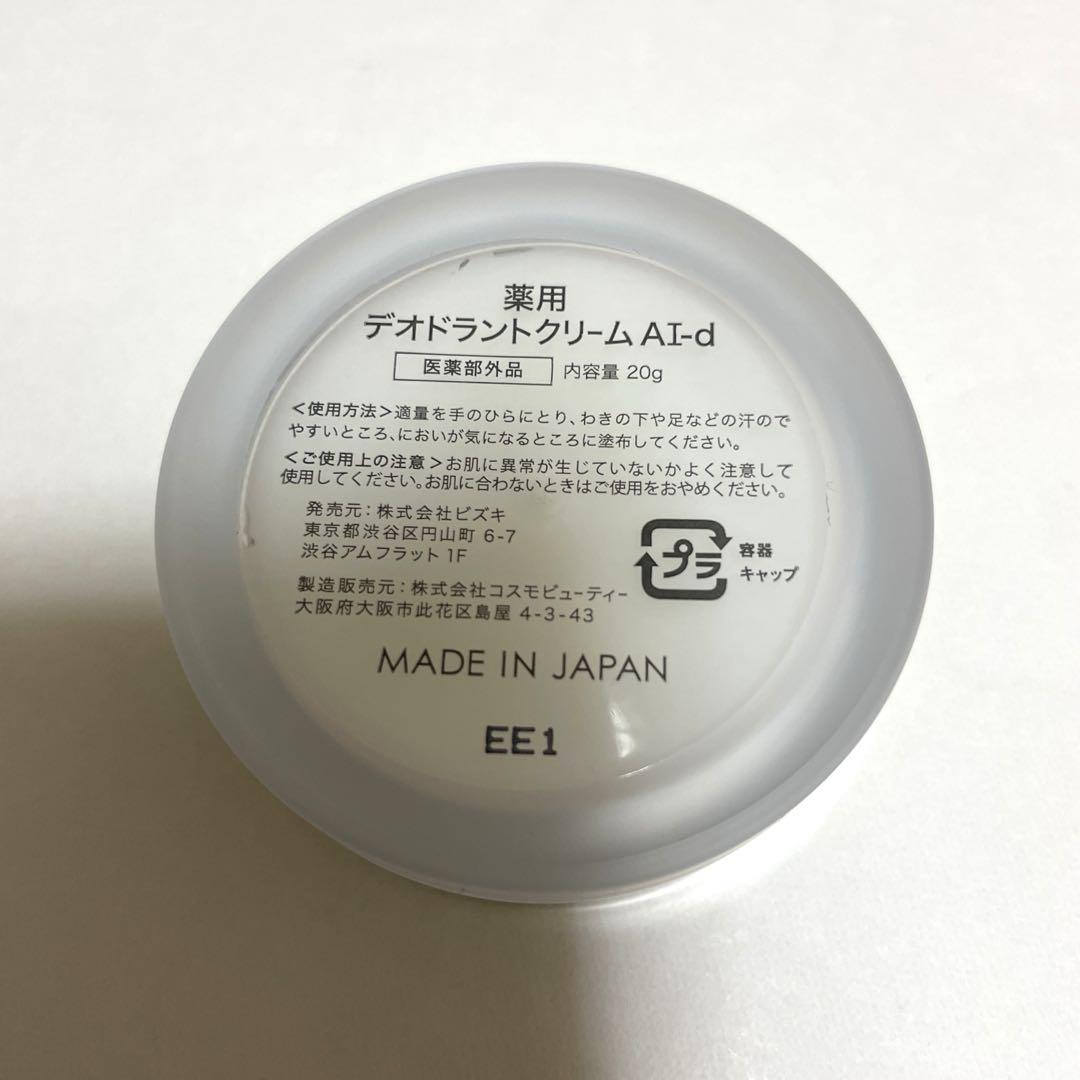 薬用
デオドラントクリームAI-d
医薬部外品 内容量 20g
＜使用方法＞適量を手のひらにとり、わきの下や足などの汗ので
やすいところ、においが気になるところに塗布してください。
＜ご使用上の注意＞お肌に異常が生じていないかよく注意して
使用してください。お肌に合わないときはご使用をおやめください。
発売元：株式会社ビズキ
東京都渋谷区円山町 6-7
渋谷アムフラット 1F
製造販売元：株式会社コスモビューティー
大阪府大阪市此花区島屋 4-3-43
プラ
容器
キャップ
MADE IN JAPAN
EE1